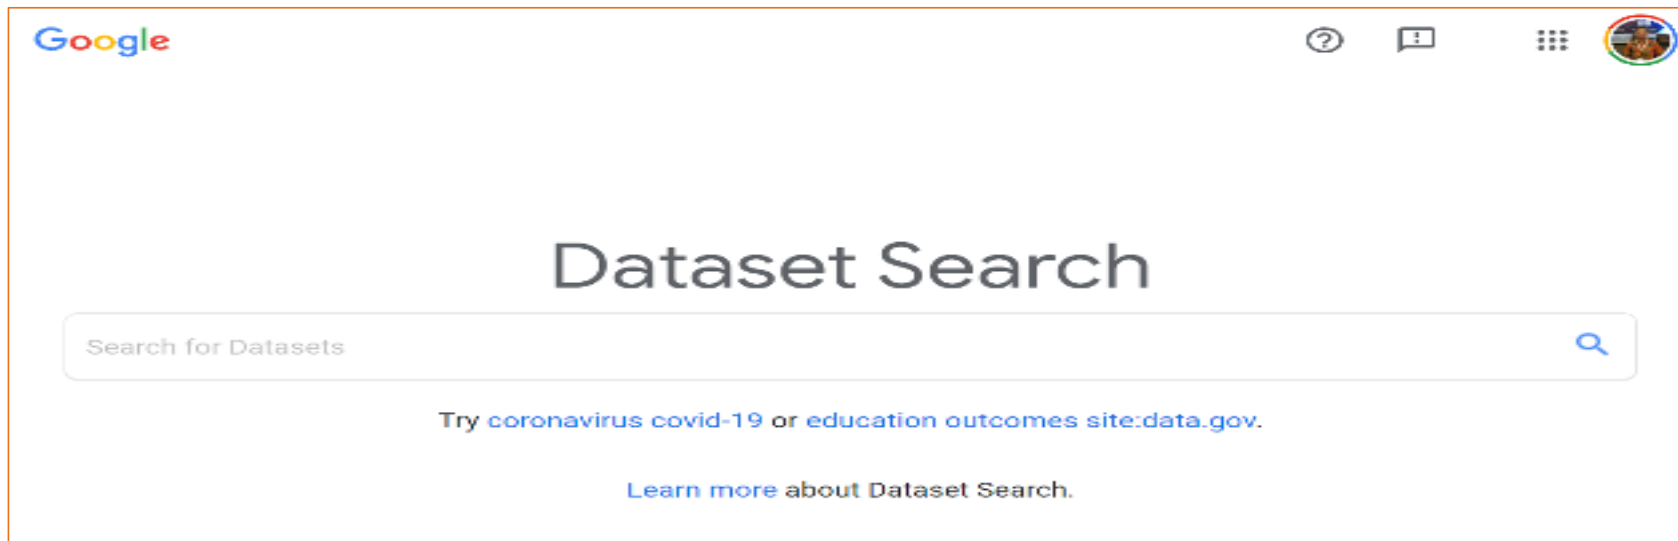 Google
Dataset Search
Search for Datasets
Try coronavirus covid-19 or education outcomes site:data.gov.
Learn more about Dataset Search.